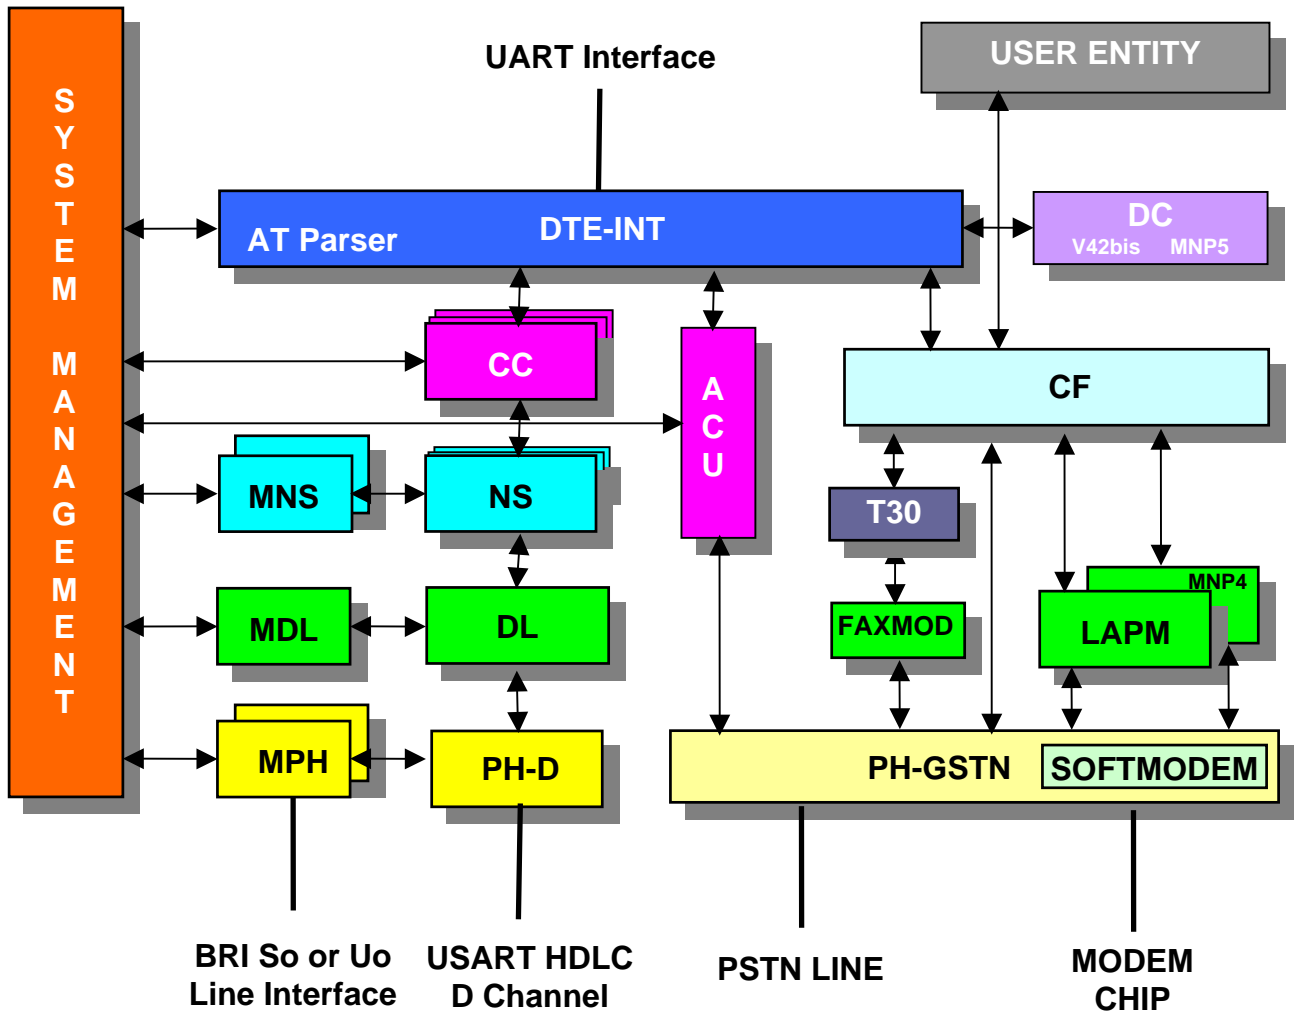 SYSTEM MANAGEMENT
UART Interface
USER ENTITY
AT Parser
DTE-INT
DC
V42bis MNP5
CC
ACU
CF
MNS
NS
T30
MNP4
MDL
DL
FAXMOD
LAPM
MPH
PH-D
PH-GSTN
SOFTMODEM
BRI So or Uo
Line Interface
USART HDLC
D Channel
PSTN LINE
MODEM
CHIP